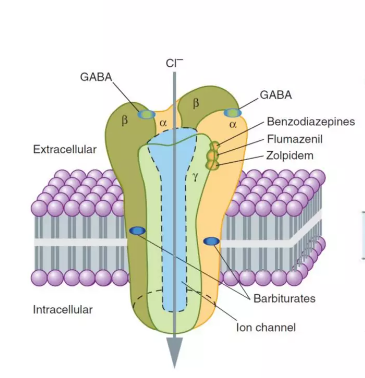 Cl⁻
GABA
β
GABA
β
α
α
Benzodiazepines
Flumazenil
Extracellular
Zolpidem
γ
Barbiturates
Intracellular
Ion channel